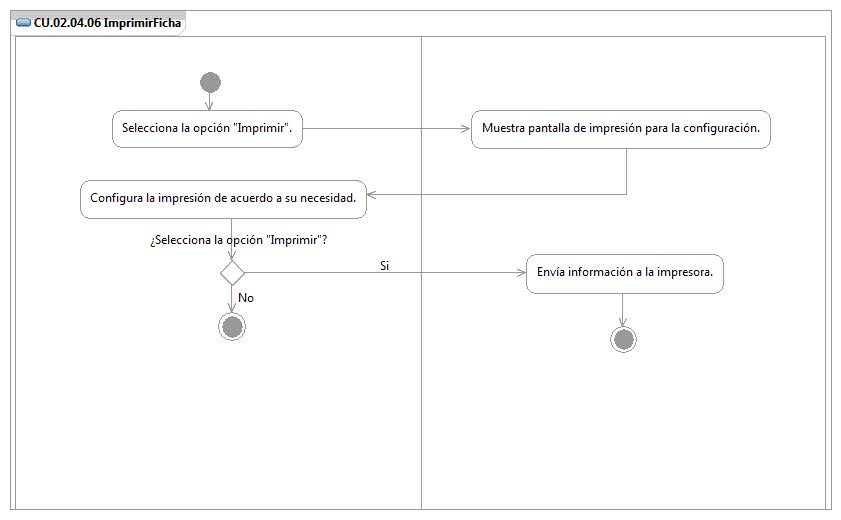 CU.02.04.06 ImprimirFicha
Selecciona la opción "Imprimir".
Muestra pantalla de impresión para la configuración.
Configura la impresión de acuerdo a su necesidad.
¿Selecciona la opción "Imprimir"?
Si
Envía información a la impresora.
No